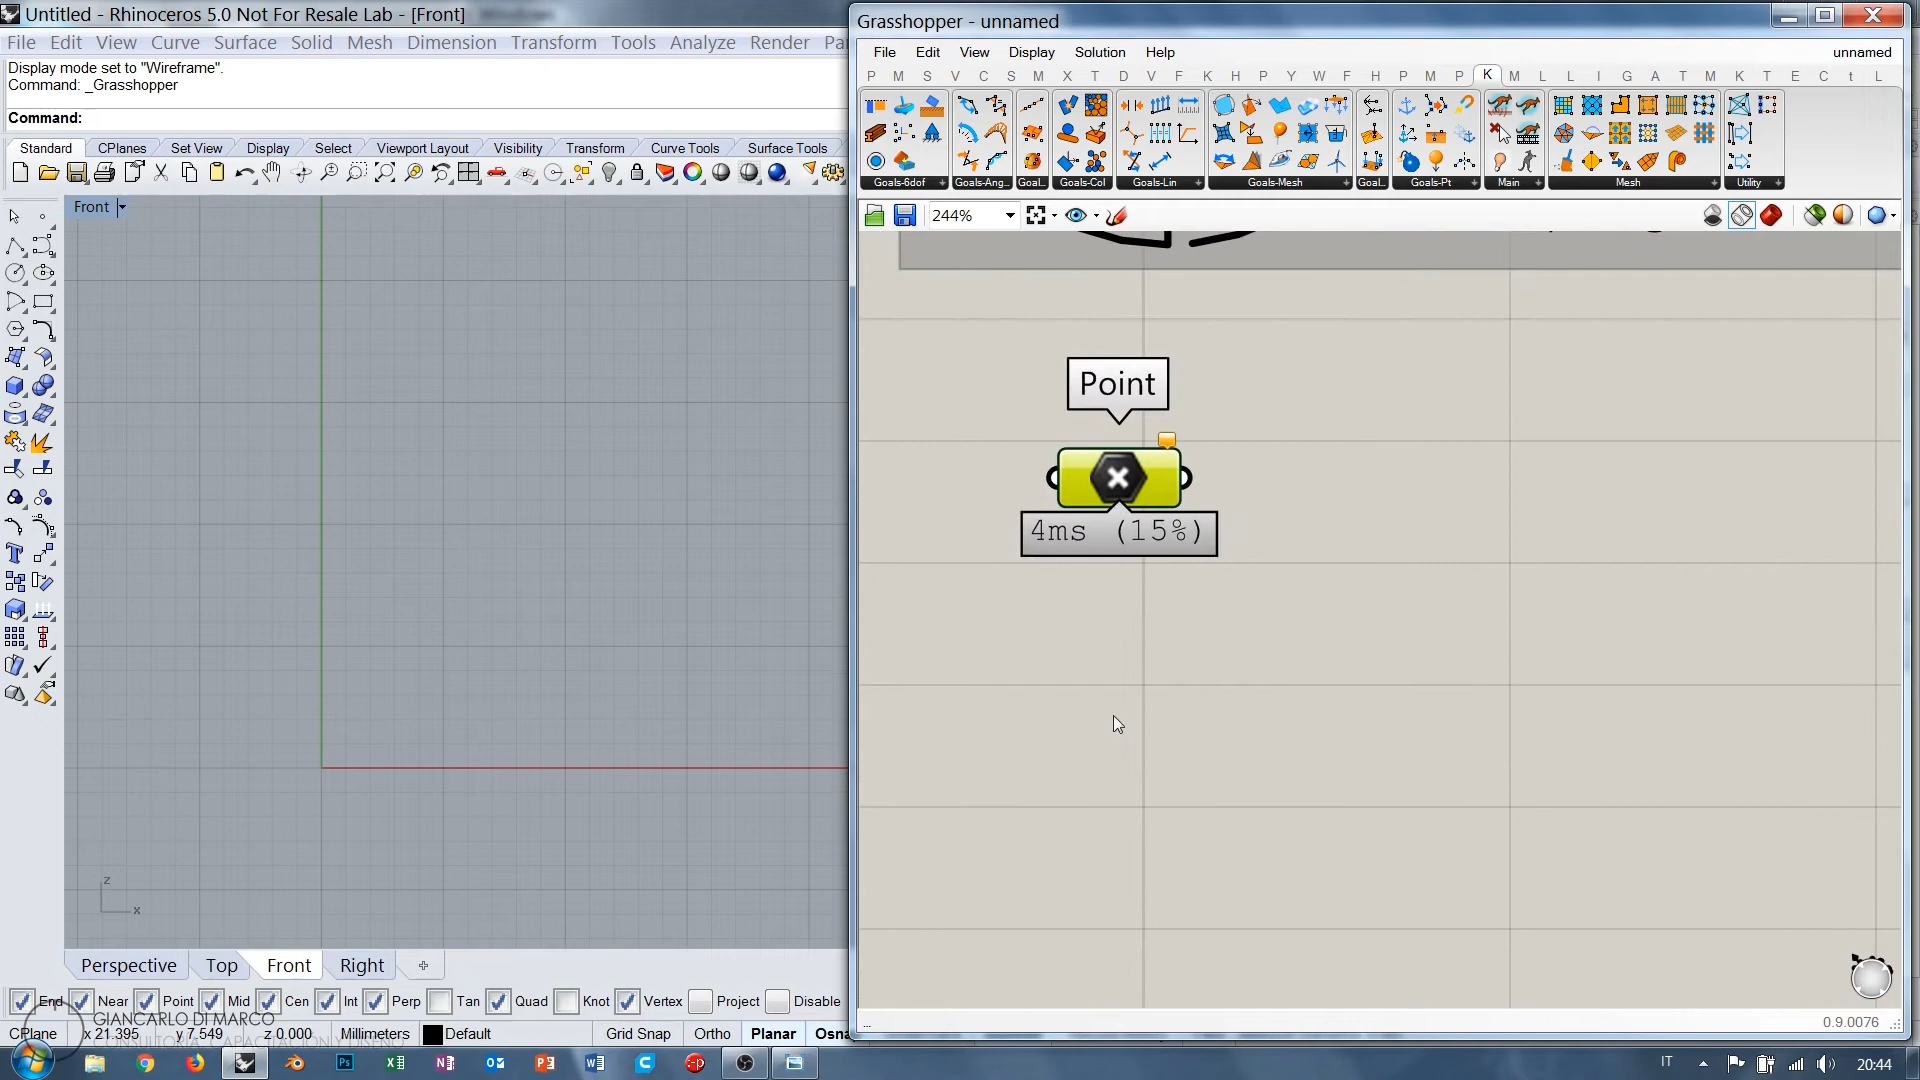 Untitled - Rhinoceros 5.0 Not For Resale Lab - [Front]
File Edit View Curve Surface Solid Mesh Dimension Transform Tools Analyze Render
Display mode set to "Wireframe".
Command: _Grasshopper
Command:
Standard CPlanes Set View Display Select Viewport Layout Visibility Transform Curve Tools Surface Tools
Front
z
x
Perspective Top Front Right
End Near Point Mid Cen Int Perp Tan Quad Knot Vertex Project Disable
GIANCARLO DI MARCO
CPlane x 21.395 y 7.549 z 0.000 Millimeters Default Grid Snap Ortho Planar
Grasshopper - unnamed
File Edit View Display Solution Help unnamed
P M S V C S M X T D V F K H P Y W F H P M P K M L L I G A T M K T E C t L
Goals-6dof Goals-Ang... Goal... Goals-Col Goals-Lin Goals-Mesh Goal... Goals-Pt Main Mesh Utility
244%
Point
4ms (15%)
...
0.9.0076
IT 20:44